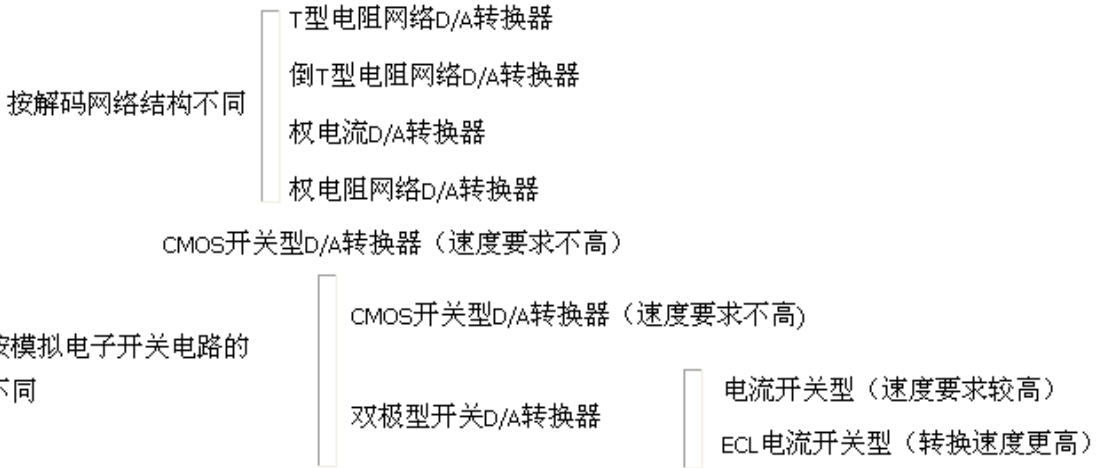 T型电阻网络D/A转换器
倒T型电阻网络D/A转换器
按解码网络结构不同
权电流D/A转换器
权电阻网络D/A转换器
CMOS开关型D/A转换器（速度要求不高）
CMOS开关型D/A转换器（速度要求不高)
按模拟电子开关电路的
不同
双极型开关D/A转换器
电流开关型（速度要求较高）
ECL电流开关型（转换速度更高）